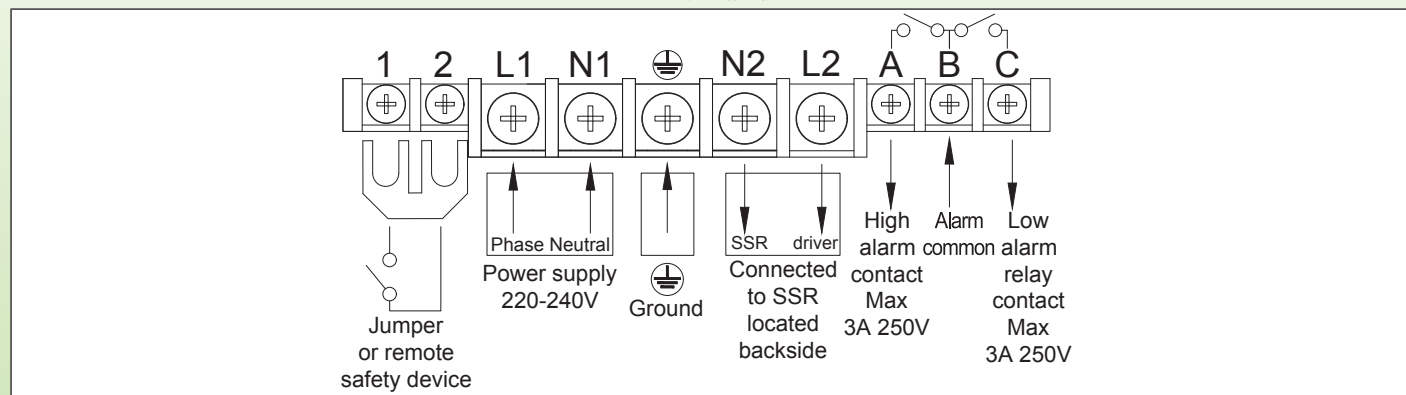 1 2 L1 N1 N2 L2 A B C
Phase Neutral
Power supply
220-240V
Ground
SSR driver
Connected
to SSR
located
backside
High
alarm
contact
Max
3A 250V
Alarm
common
Low
alarm
relay
contact
Max
3A 250V
Jumper
or remote
safety device